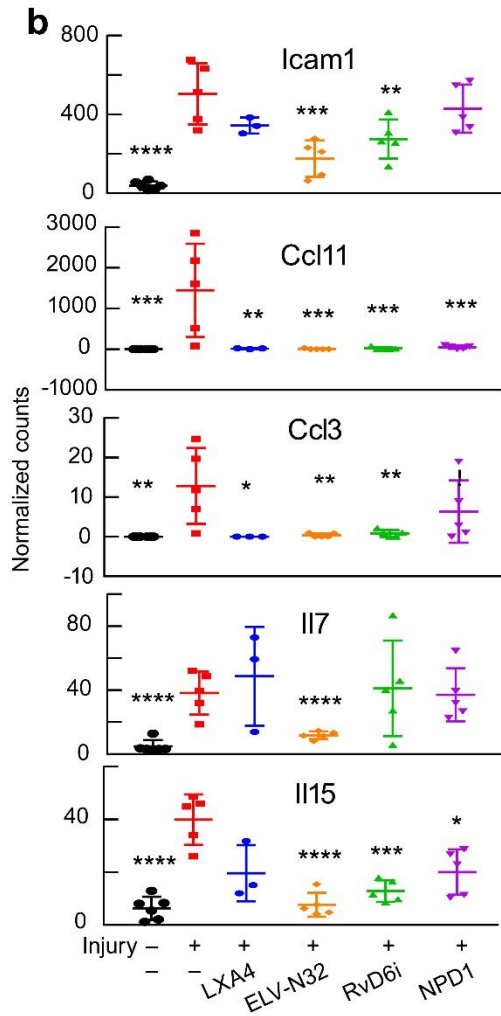 b
Normalized counts
Icam1
800
400
0
**** *** **
Ccl11
3000
2000
1000
0
-1000
*** ** *** *** ***
Ccl3
30
20
10
0
-10
** * ** **
Il7
80
40
0
**** ****
Il15
40
0
**** **** *** *
Injury – + + + + +
– – LXA4 ELV-N32 RvD6i NPD1